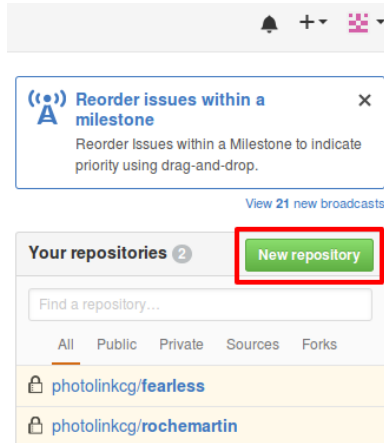 Reorder issues within a
milestone
Reorder Issues within a Milestone to indicate
priority using drag-and-drop.
View 21 new broadcasts
Your repositories 2
New repository
Find a repository…
All Public Private Sources Forks
photolinkcg/fearless
photolinkcg/rochemartin